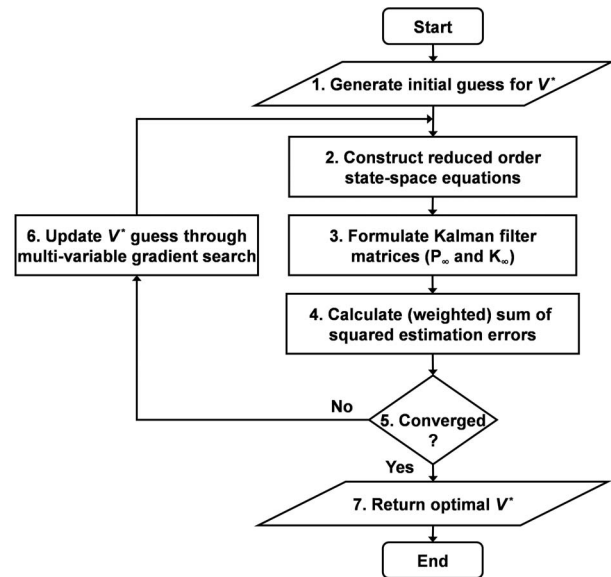 Start
1. Generate initial guess for V*
2. Construct reduced order
state-space equations
3. Formulate Kalman filter
matrices (P∞ and K∞)
4. Calculate (weighted) sum of
squared estimation errors
5. Converged
?
No
6. Update V* guess through
multi-variable gradient search
Yes
7. Return optimal V*
End